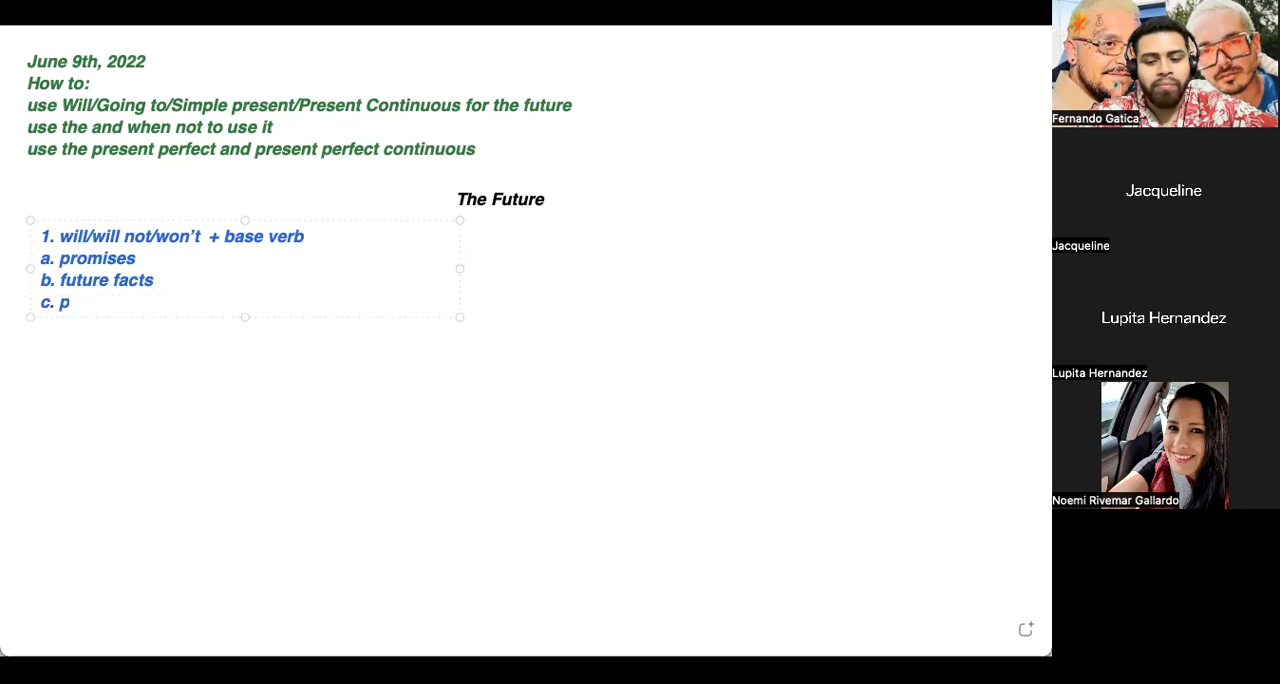 June 9th, 2022
How to:
use Will/Going to/Simple present/Present Continuous for the future
use the and when not to use it
use the present perfect and present perfect continuous
The Future
1. will/will not/won't + base verb
a. promises
b. future facts
c. p
Fernando Gatica
Jacqueline
Jacqueline
Lupita Hernandez
Lupita Hernandez
Noemi Rivemar Gallardo